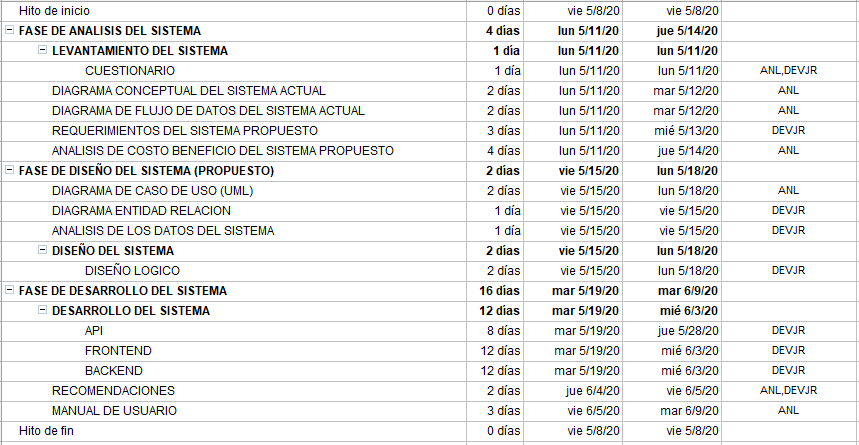 Hito de inicio 0 días vie 5/8/20 vie 5/8/20
FASE DE ANALISIS DEL SISTEMA 4 días lun 5/11/20 jue 5/14/20
LEVANTAMIENTO DEL SISTEMA 1 día lun 5/11/20 lun 5/11/20
CUESTIONARIO 1 día lun 5/11/20 lun 5/11/20 ANL,DEVJR
DIAGRAMA CONCEPTUAL DEL SISTEMA ACTUAL 2 días lun 5/11/20 mar 5/12/20 ANL
DIAGRAMA DE FLUJO DE DATOS DEL SISTEMA ACTUAL 2 días lun 5/11/20 mar 5/12/20 ANL
REQUERIMIENTOS DEL SISTEMA PROPUESTO 3 días lun 5/11/20 mié 5/13/20 DEVJR
ANALISIS DE COSTO BENEFICIO DEL SISTEMA PROPUESTO 4 días lun 5/11/20 jue 5/14/20 ANL
FASE DE DISEÑO DEL SISTEMA (PROPUESTO) 2 días vie 5/15/20 lun 5/18/20
DIAGRAMA DE CASO DE USO (UML) 2 días vie 5/15/20 lun 5/18/20 ANL
DIAGRAMA ENTIDAD RELACION 1 día vie 5/15/20 vie 5/15/20 DEVJR
ANALISIS DE LOS DATOS DEL SISTEMA 1 día vie 5/15/20 vie 5/15/20 DEVJR
DISEÑO DEL SISTEMA 2 días vie 5/15/20 lun 5/18/20
DISEÑO LOGICO 2 días vie 5/15/20 lun 5/18/20 DEVJR
FASE DE DESARROLLO DEL SISTEMA 16 días mar 5/19/20 mar 6/9/20
DESARROLLO DEL SISTEMA 12 días mar 5/19/20 mié 6/3/20
API 8 días mar 5/19/20 jue 5/28/20 DEVJR
FRONTEND 12 días mar 5/19/20 mié 6/3/20 DEVJR
BACKEND 12 días mar 5/19/20 mié 6/3/20 DEVJR
RECOMENDACIONES 2 días jue 6/4/20 vie 6/5/20 ANL,DEVJR
MANUAL DE USUARIO 3 días vie 6/5/20 mar 6/9/20 ANL
Hito de fin 0 días vie 5/8/20 vie 5/8/20